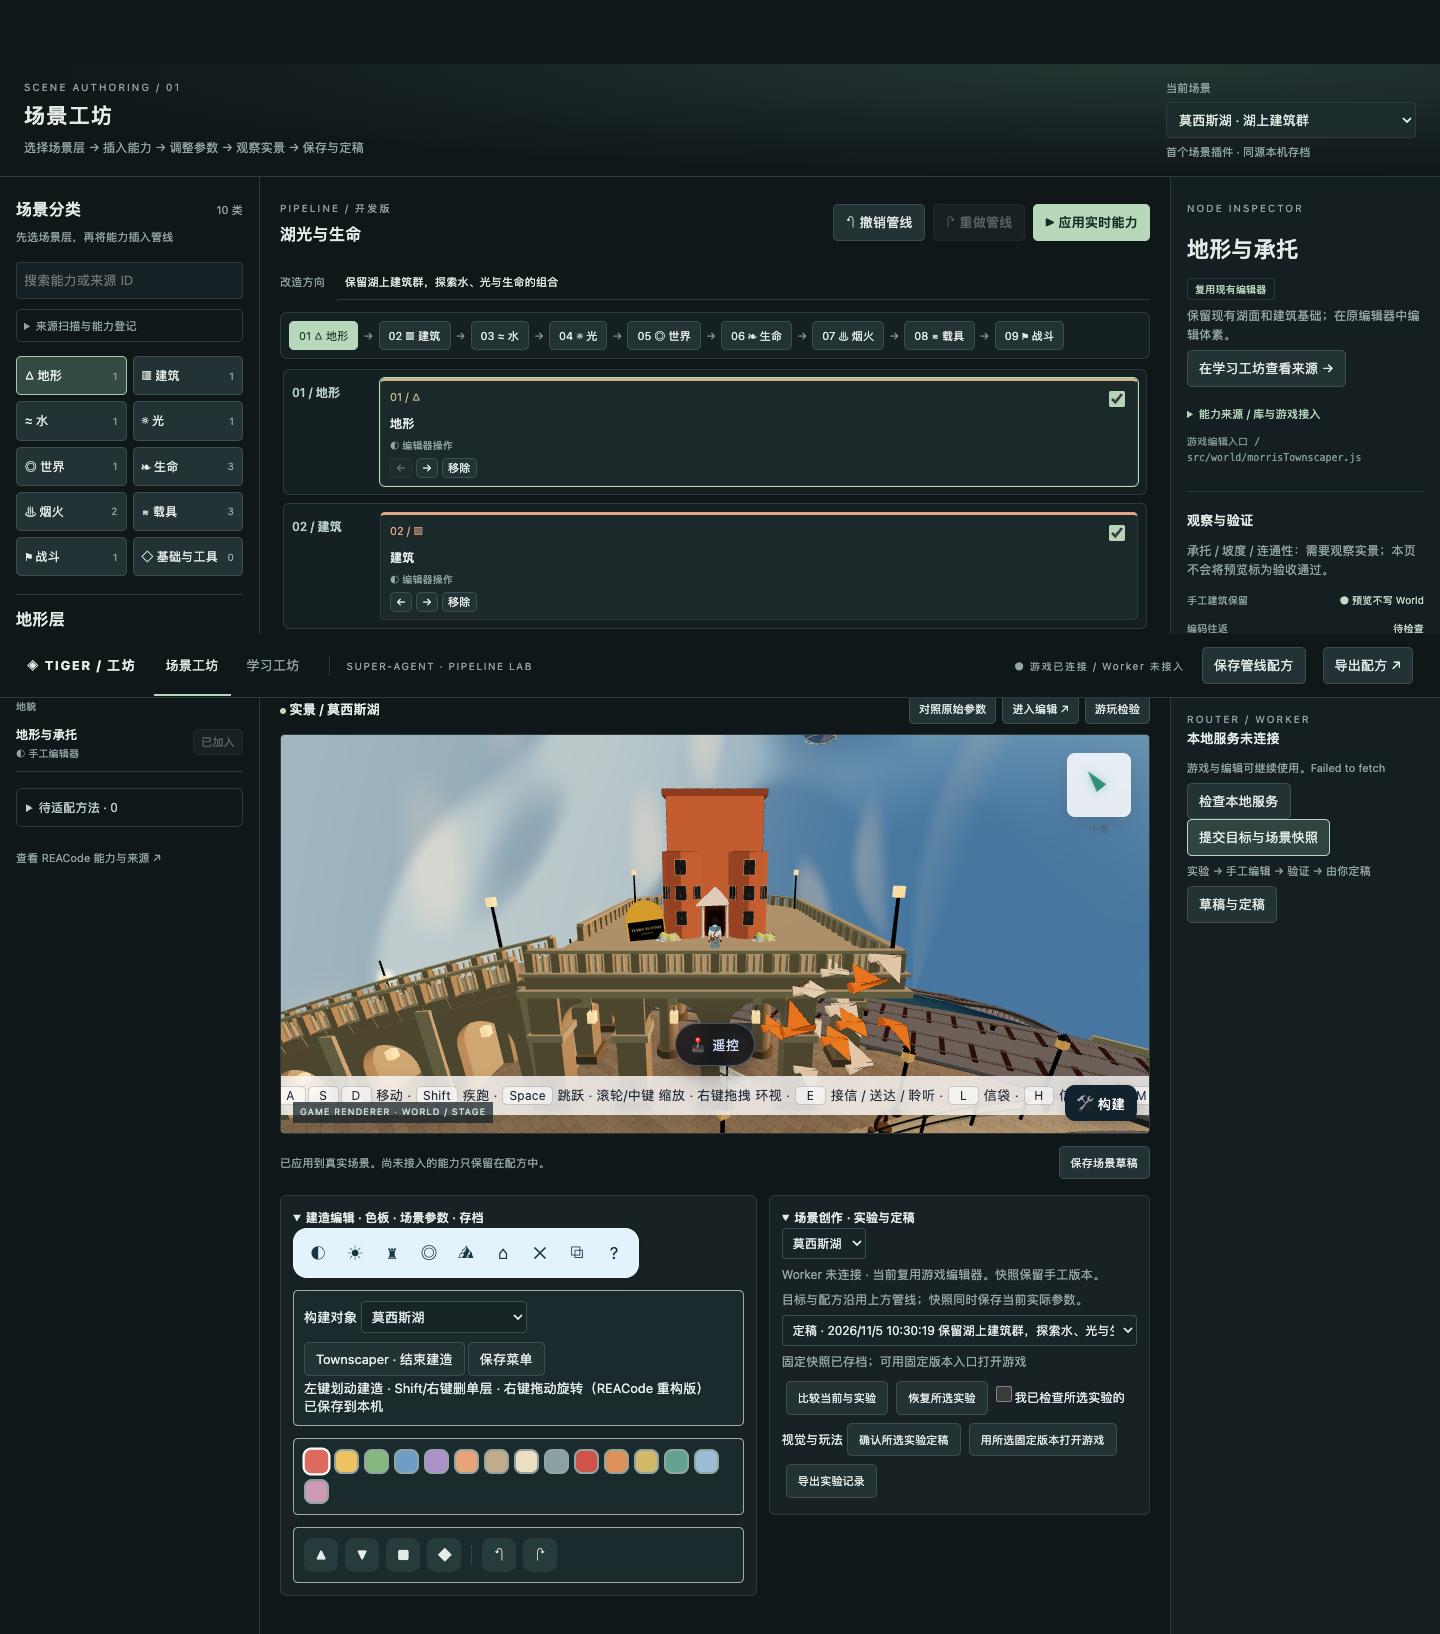 SCENE AUTHORING / 01
场景工坊
选择场景层 → 插入能力 → 调整参数 → 观察实景 → 保存与定稿
当前场景
莫西斯湖 · 湖上建筑群
首个场景插件 · 同源本机存档
场景分类
10 类
先选场景层，再将能力插入管线
搜索能力或来源 ID
▶ 来源扫描与能力登记
△ 地形 1
▥ 建筑 1
≈ 水 1
☼ 光 1
◎ 世界 1
❧ 生命 3
♨ 烟火 2
≋ 载具 3
⚑ 战斗 1
◇ 基础与工具 0
地形层
PIPELINE / 开发版
湖光与生命
撤销管线
重做管线
▶ 应用实时能力
改造方向
保留湖上建筑群，探索水、光与生命的组合
01 △ 地形 → 02 ▥ 建筑 → 03 ≈ 水 → 04 ☼ 光 → 05 ◎ 世界 → 06 ❧ 生命 → 07 ♨ 烟火 → 08 ≋ 载具 → 09 ⚑ 战斗
01 / 地形
01 / △
地形
◐ 编辑器操作
← → 移除
02 / 建筑
02 / ▥
建筑
◐ 编辑器操作
← → 移除
NODE INSPECTOR
地形与承托
复用现有编辑器
保留现有湖面和建筑基础；在原编辑器中编
辑体素。
在学习工坊查看来源 →
▶ 能力来源 / 库与游戏接入
游戏编辑入口 /
src/world/morrisTownscaper.js
观察与验证
承托 / 坡度 / 连通性：需要观察实景；本页
不会将预览标为验收通过。
手工建筑保留
● 预览不写 World
编码往返
待检查
◈ TIGER / 工坊
场景工坊
学习工坊
SUPER-AGENT · PIPELINE LAB
● 游戏已连接 / Worker 未接入
保存管线配方
导出配方 ↗
地貌
地形与承托
◐ 手工编辑器
已加入
▶ 待适配方法 · 0
查看 REACode 能力与来源 ↗
● 实景 / 莫西斯湖
对照原始参数
进入编辑 ↗
游玩检验
小虎
遥控
A S D 移动 · Shift 疾跑 · Space 跳跃 · 滚轮/中键 缩放 · 右键拖拽 环视 · E 接信 / 送达 / 聆听 · L 信袋 · H
M
构建
GAME RENDERER · WORLD / STAGE
已应用到真实场景。尚未接入的能力只保留在配方中。
保存场景草稿
▼ 建造编辑 · 色板 · 场景参数 · 存档
?
构建对象
莫西斯湖
Townscaper · 结束建造
保存菜单
左键划动建造 · Shift/右键删单层 · 右键拖动旋转（REACode 重构版）
已保存到本机
▼ 场景创作 · 实验与定稿
莫西斯湖
Worker 未连接 · 当前复用游戏编辑器。快照保留手工版本。
目标与配方沿用上方管线；快照同时保存当前实际参数。
定稿 · 2026/11/5 10:30:19 保留湖上建筑群，探索水、光与
固定快照已存档；可用固定版本入口打开游戏
比较当前与实验
恢复所选实验
我已检查所选实验的
视觉与玩法
确认所选实验定稿
用所选固定版本打开游戏
导出实验记录
ROUTER / WORKER
本地服务未连接
游戏与编辑可继续使用。Failed to fetch
检查本地服务
提交目标与场景快照
实验 → 手工编辑 → 验证 → 由你定稿
草稿与定稿